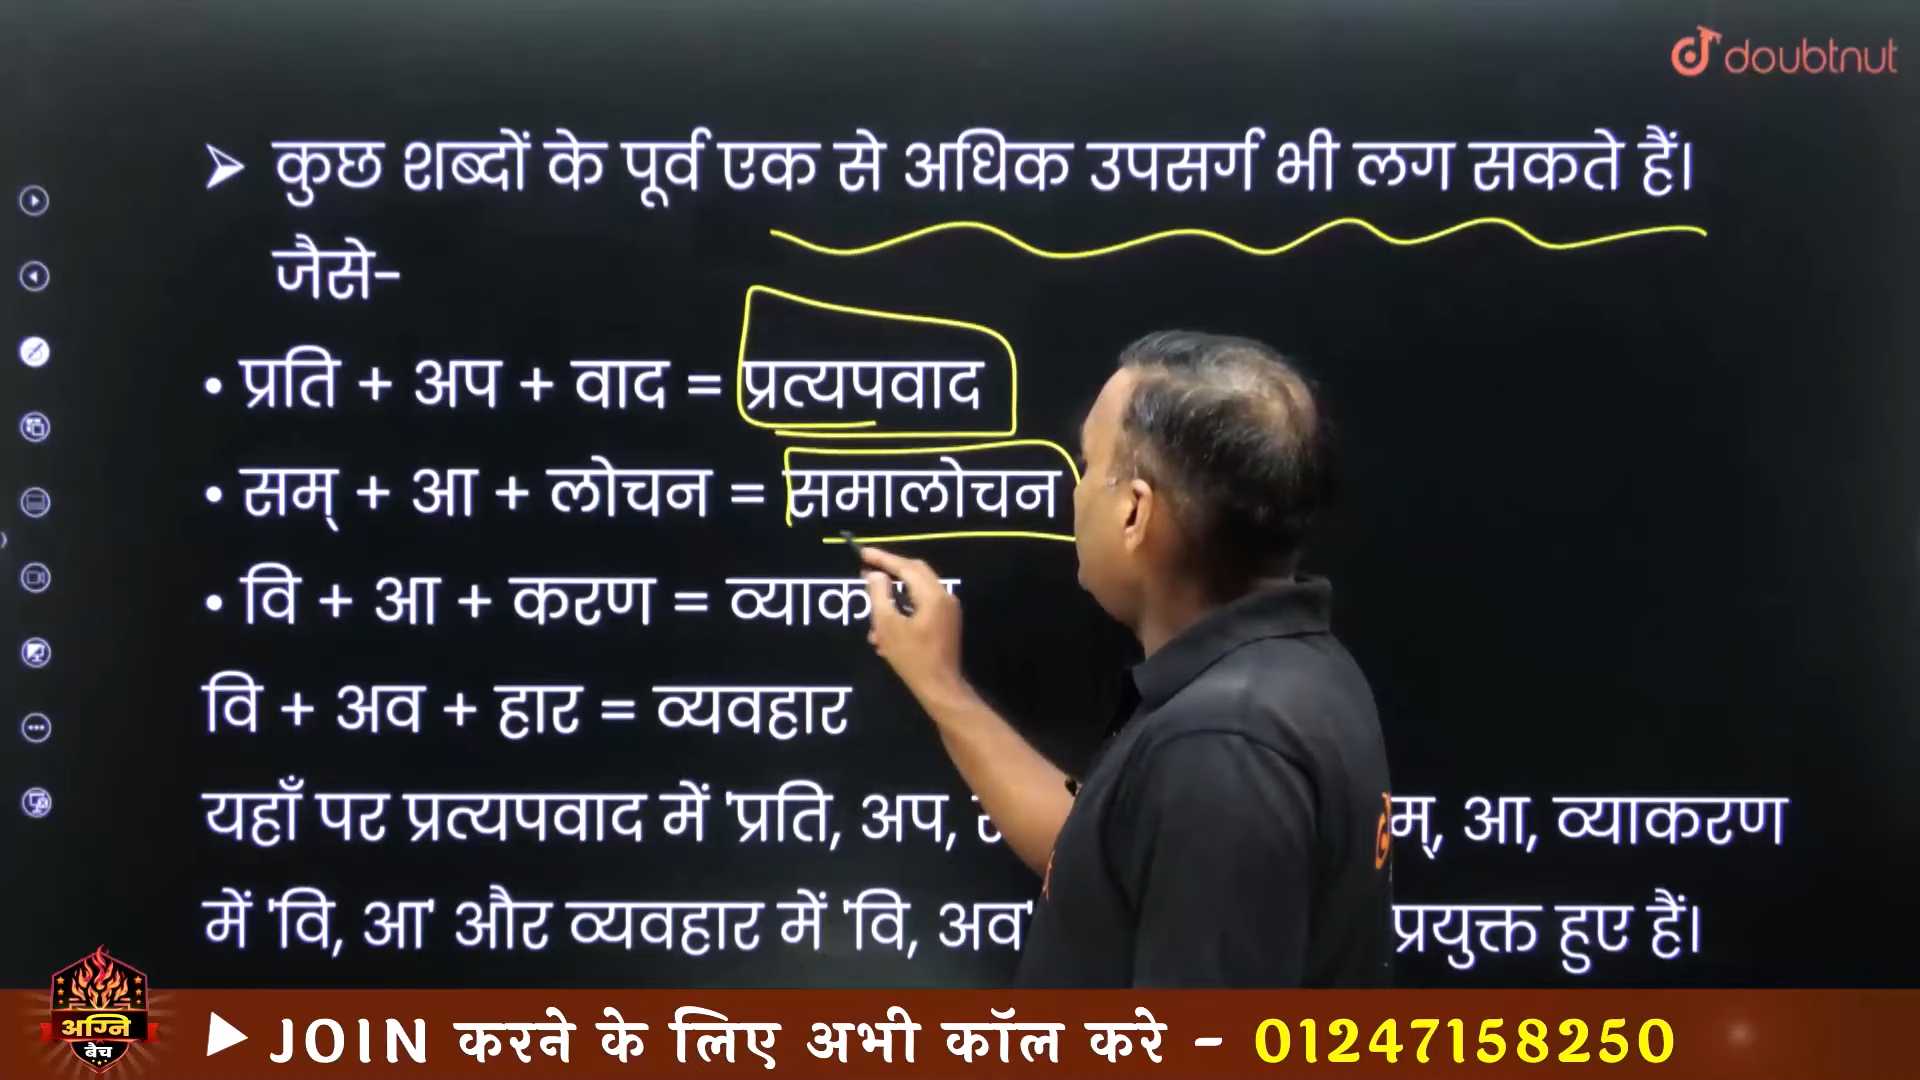 doubtnut
कुछ शब्दों के पूर्व एक से अधिक उपसर्ग भी लग सकते हैं।
जैसे-
• प्रति + अप + वाद = प्रत्यपवाद
• सम् + आ + लोचन = समालोचन
• वि + आ + करण = व्याक
वि + अव + हार = व्यवहार
यहाँ पर प्रत्यपवाद में 'प्रति, अप, म्, आ, व्याकरण
में 'वि, आ' और व्यवहार में 'वि, अव' प्रयुक्त हुए हैं।
अग्नि
बैच
JOIN करने के लिए अभी कॉल करे - 01247158250